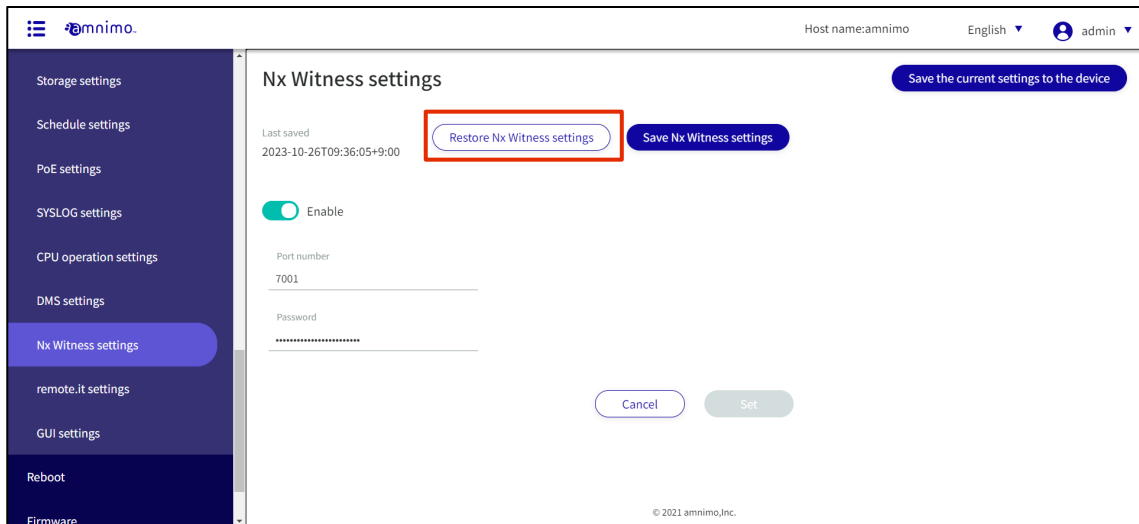 amnimo
Host name:amnimo
English
admin
Storage settings
Schedule settings
PoE settings
SYSLOG settings
CPU operation settings
DMS settings
Nx Witness settings
remote.it settings
GUI settings
Reboot
Firmware
Nx Witness settings
Save the current settings to the device
Last saved
2023-10-26T09:36:05+9:00
Restore Nx Witness settings
Save Nx Witness settings
Enable
Port number
7001
Password
••••••••••••••••••••••••
Cancel
Set
© 2021 amnimo,Inc.